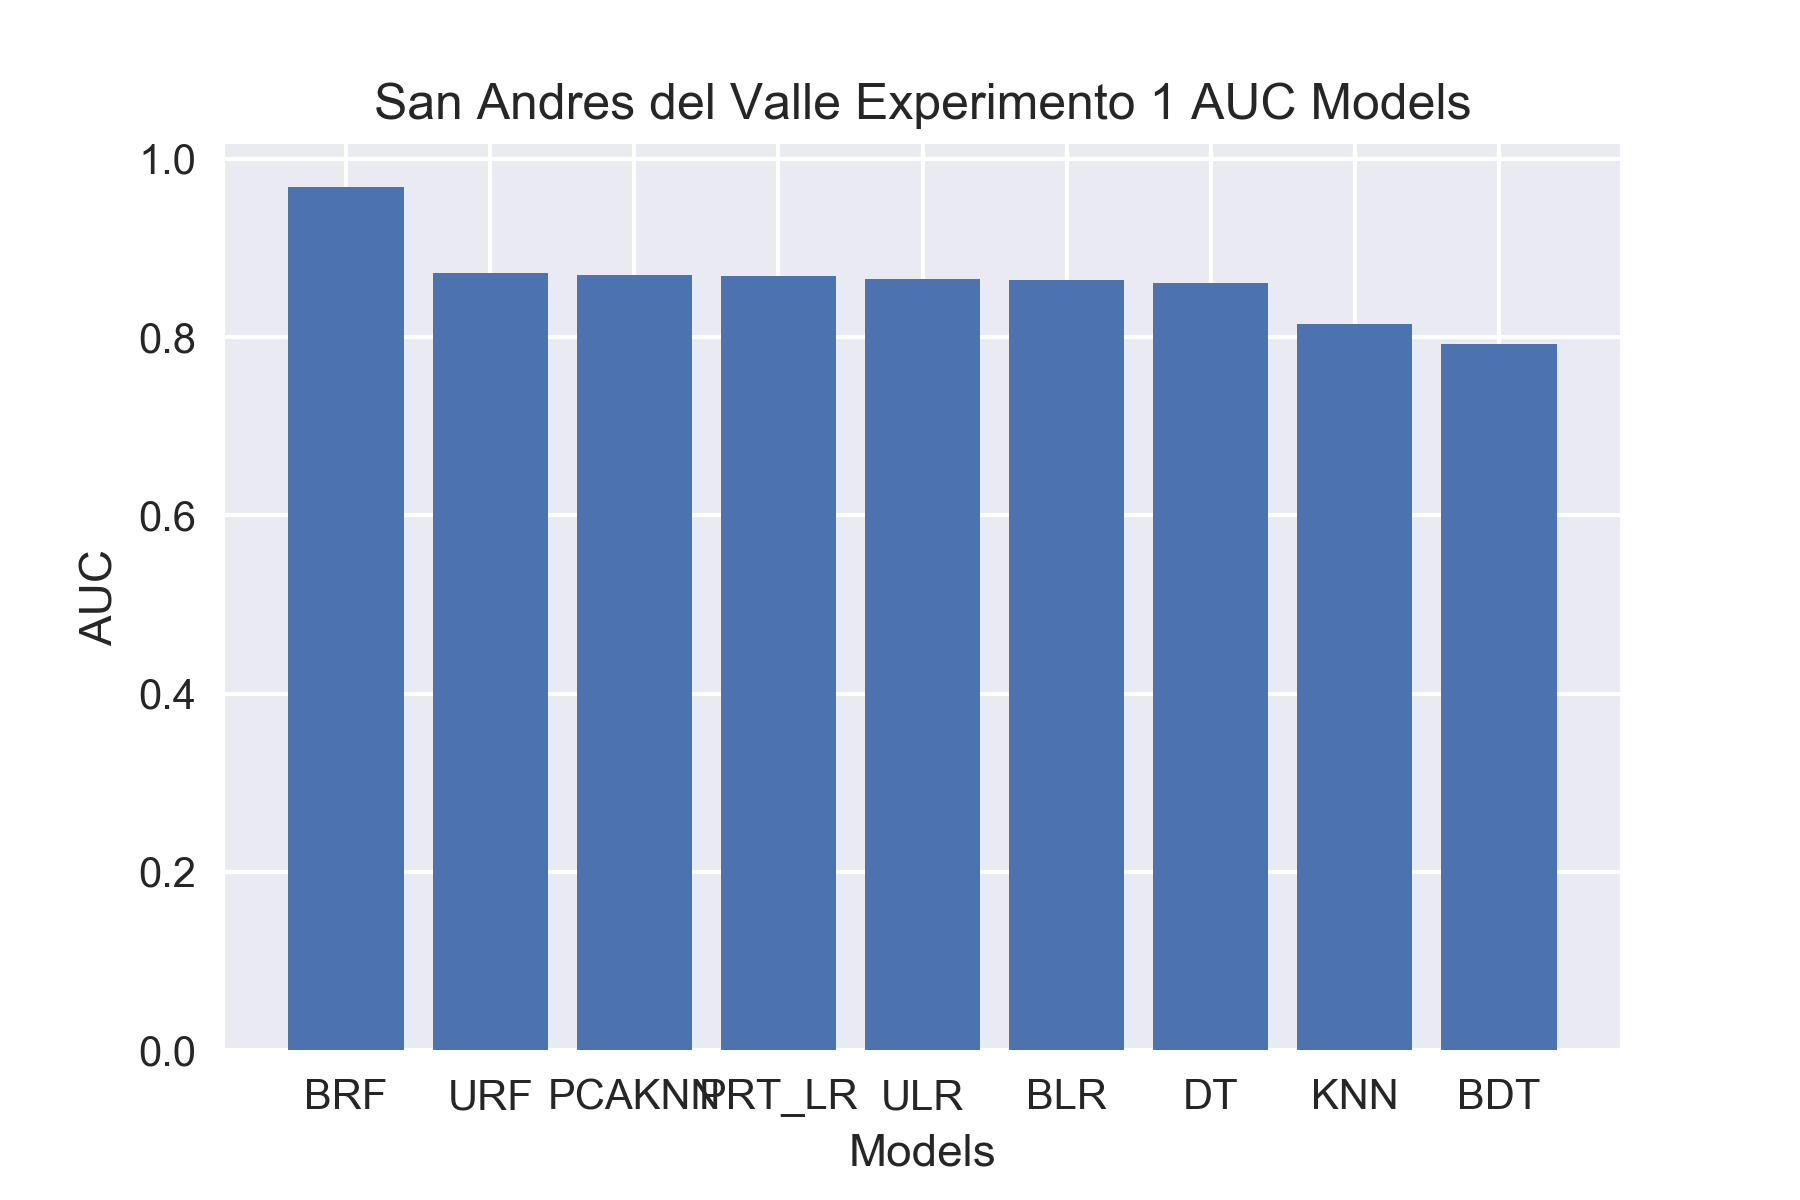 San Andres del Valle Experimento 1 AUC Models
1.0
0.8
0.6
0.4
0.2
0.0
AUC
BRF URF PCAKNN PRT_LR ULR BLR DT KNN BDT
Models